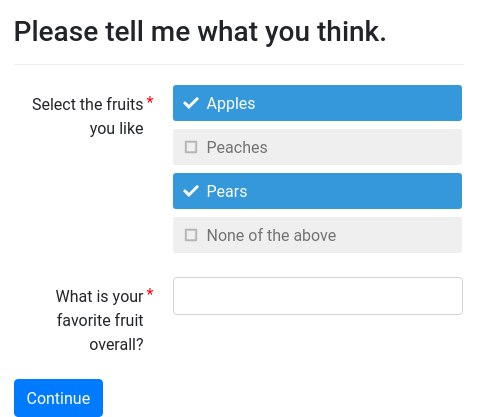 Please tell me what you think.
Select the fruits *
you like
Apples
Peaches
Pears
None of the above
What is your *
favorite fruit
overall?
Continue